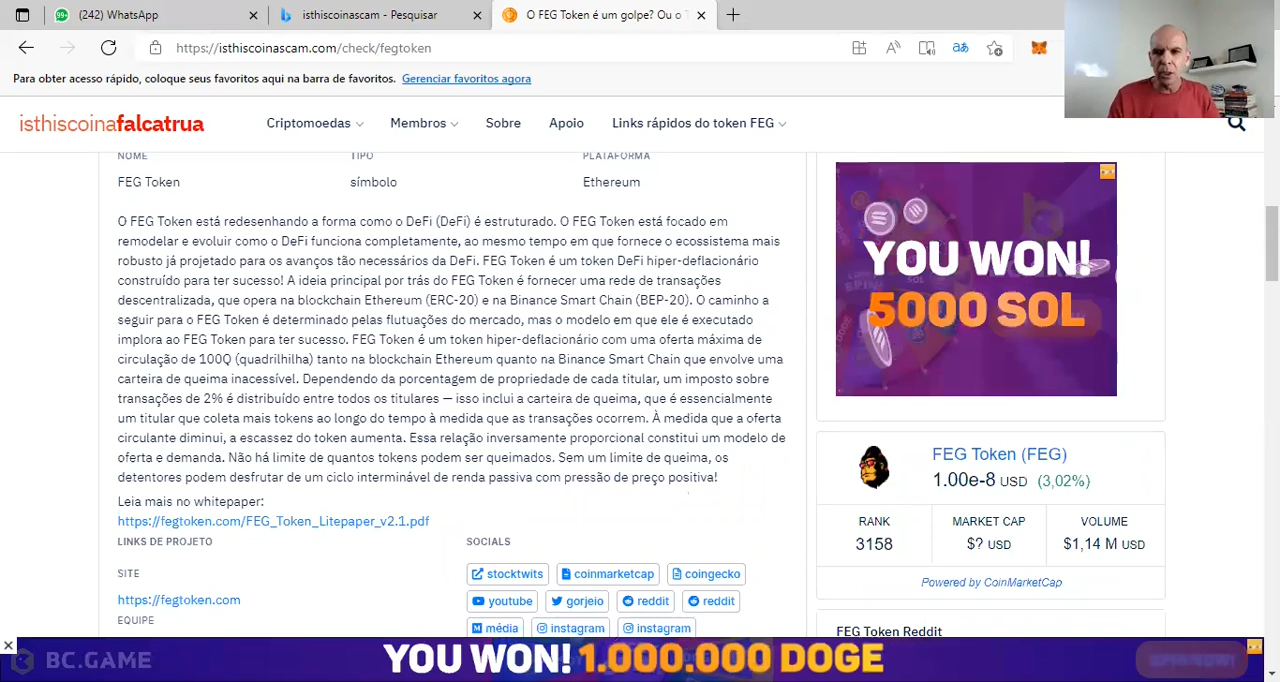 (242) WhatsApp
isthiscoinascam - Pesquisar
O FEG Token é um golpe? Ou o T
https://isthiscoinascam.com/check/fegtoken
Para obter acesso rápido, coloque seus favoritos aqui na barra de favoritos. Gerenciar favoritos agora
isthiscoinafalcatrua
Criptomoedas
Membros
Sobre
Apoio
Links rápidos do token FEG
NOME
TIPO
PLATAFORMA
FEG Token
símbolo
Ethereum
O FEG Token está redesenhando a forma como o DeFi (DeFi) é estruturado. O FEG Token está focado em
remodelar e evoluir como o DeFi funciona completamente, ao mesmo tempo em que fornece o ecossistema mais
robusto já projetado para os avanços tão necessários da DeFi. FEG Token é um token DeFi hiper-deflacionário
construído para ter sucesso! A ideia principal por trás do FEG Token é fornecer uma rede de transações
descentralizada, que opera na blockchain Ethereum (ERC-20) e na Binance Smart Chain (BEP-20). O caminho a
seguir para o FEG Token é determinado pelas flutuações do mercado, mas o modelo em que ele é executado
implora ao FEG Token para ter sucesso. FEG Token é um token hiper-deflacionário com uma oferta máxima de
circulação de 100Q (quadrilhilha) tanto na blockchain Ethereum quanto na Binance Smart Chain que envolve uma
carteira de queima inacessível. Dependendo da porcentagem de propriedade de cada titular, um imposto sobre
transações de 2% é distribuído entre todos os titulares — isso inclui a carteira de queima, que é essencialmente
um titular que coleta mais tokens ao longo do tempo à medida que as transações ocorrem. À medida que a oferta
circulante diminui, a escassez do token aumenta. Essa relação inversamente proporcional constitui um modelo de
oferta e demanda. Não há limite de quantos tokens podem ser queimados. Sem um limite de queima, os
detentores podem desfrutar de um ciclo interminável de renda passiva com pressão de preço positiva!
Leia mais no whitepaper:
https://fegtoken.com/FEG_Token_Litepaper_v2.1.pdf
LINKS DE PROJETO
SITE
https://fegtoken.com
EQUIPE
SOCIALS
stocktwits
coinmarketcap
coingecko
youtube
gorjeio
reddit
reddit
média
instagram
instagram
YOU WON!
5000 SOL
FEG Token (FEG)
1.00e-8 USD (3,02%)
RANK
3158
MARKET CAP
$? USD
VOLUME
$1,14 M USD
Powered by CoinMarketCap
FEG Token Reddit
BC.GAME
YOU WON! 1.000.000 DOGE